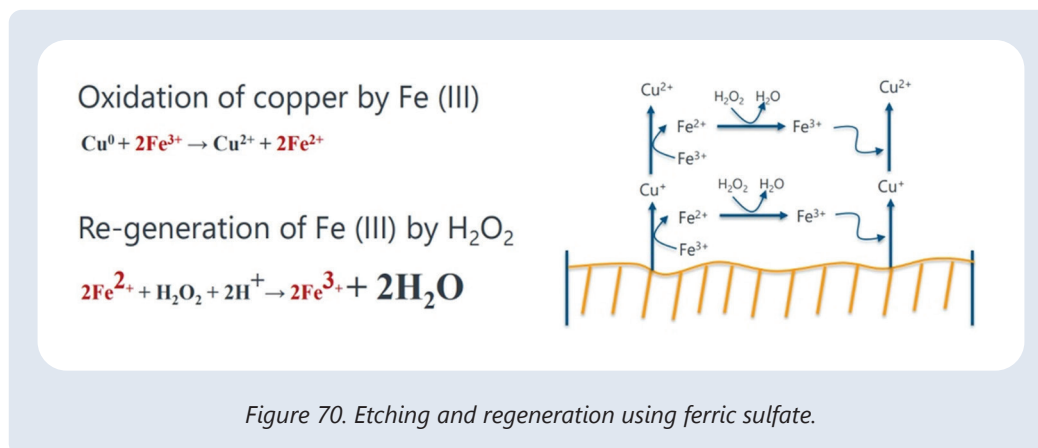 Oxidation of copper by Fe (III)
Cu⁰ + 2Fe³⁺ → Cu²⁺ + 2Fe²⁺
Re-generation of Fe (III) by H₂O₂
2Fe²⁺ + H₂O₂ + 2H⁺ → 2Fe³⁺ + 2H₂O
Cu²⁺
H₂O₂ H₂O
Fe²⁺
Fe³⁺
Fe³⁺
Cu²⁺
Cu⁺
H₂O₂ H₂O
Fe²⁺
Fe³⁺
Fe³⁺
Cu⁺
Figure 70. Etching and regeneration using ferric sulfate.